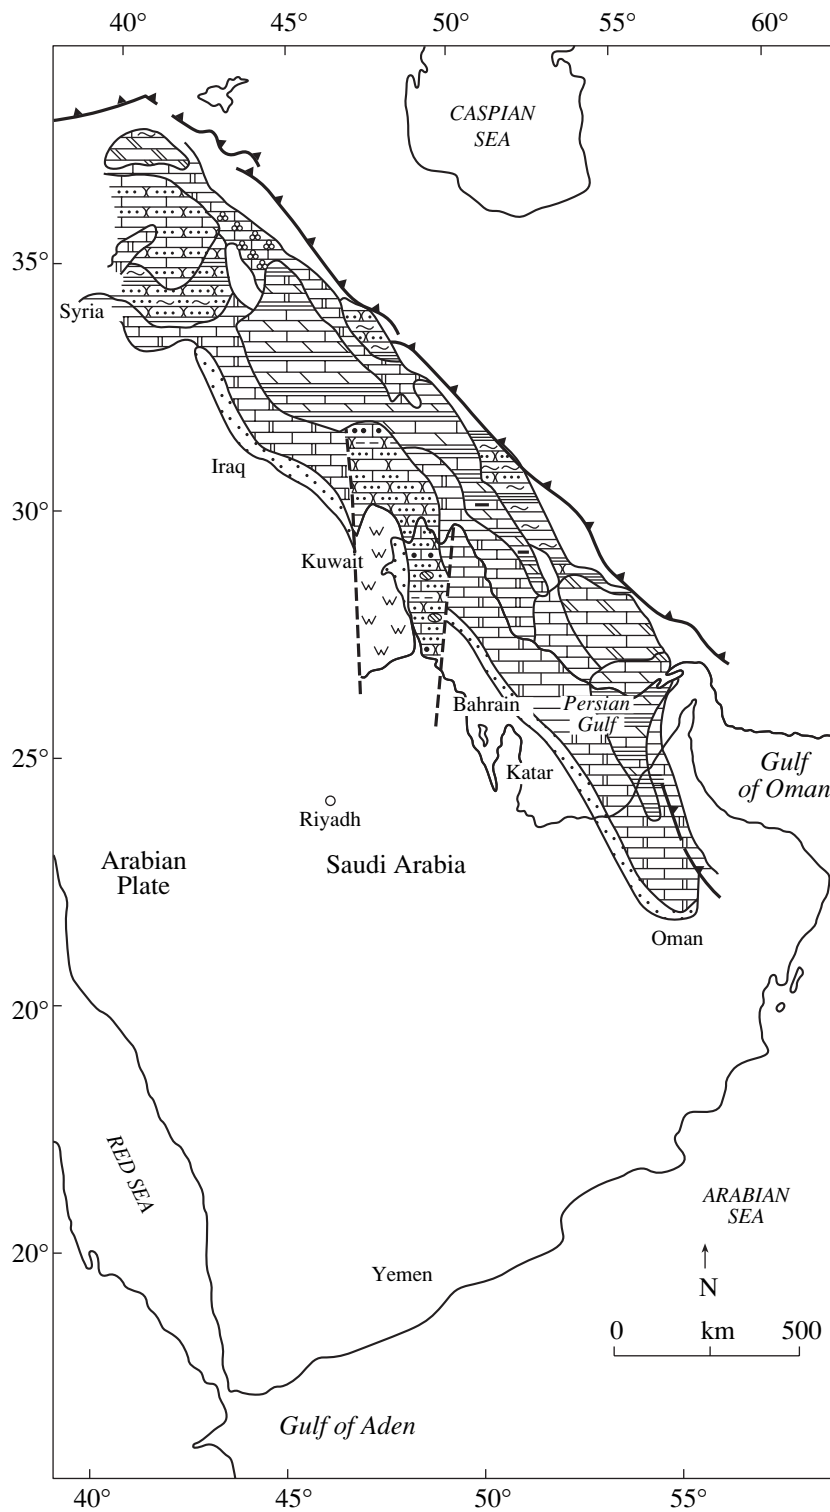 40° 45° 50° 55° 60°
CASPIAN
SEA
35°
Syria
Iraq
30°
Kuwait
Bahrain
Persian
Gulf
25°
Katar
Gulf
of Oman
Riyadh
Arabian
Plate
Saudi Arabia
Oman
20°
RED SEA
ARABIAN
SEA
20°
Yemen
N
0 km 500
Gulf of Aden
40° 45° 50° 55°